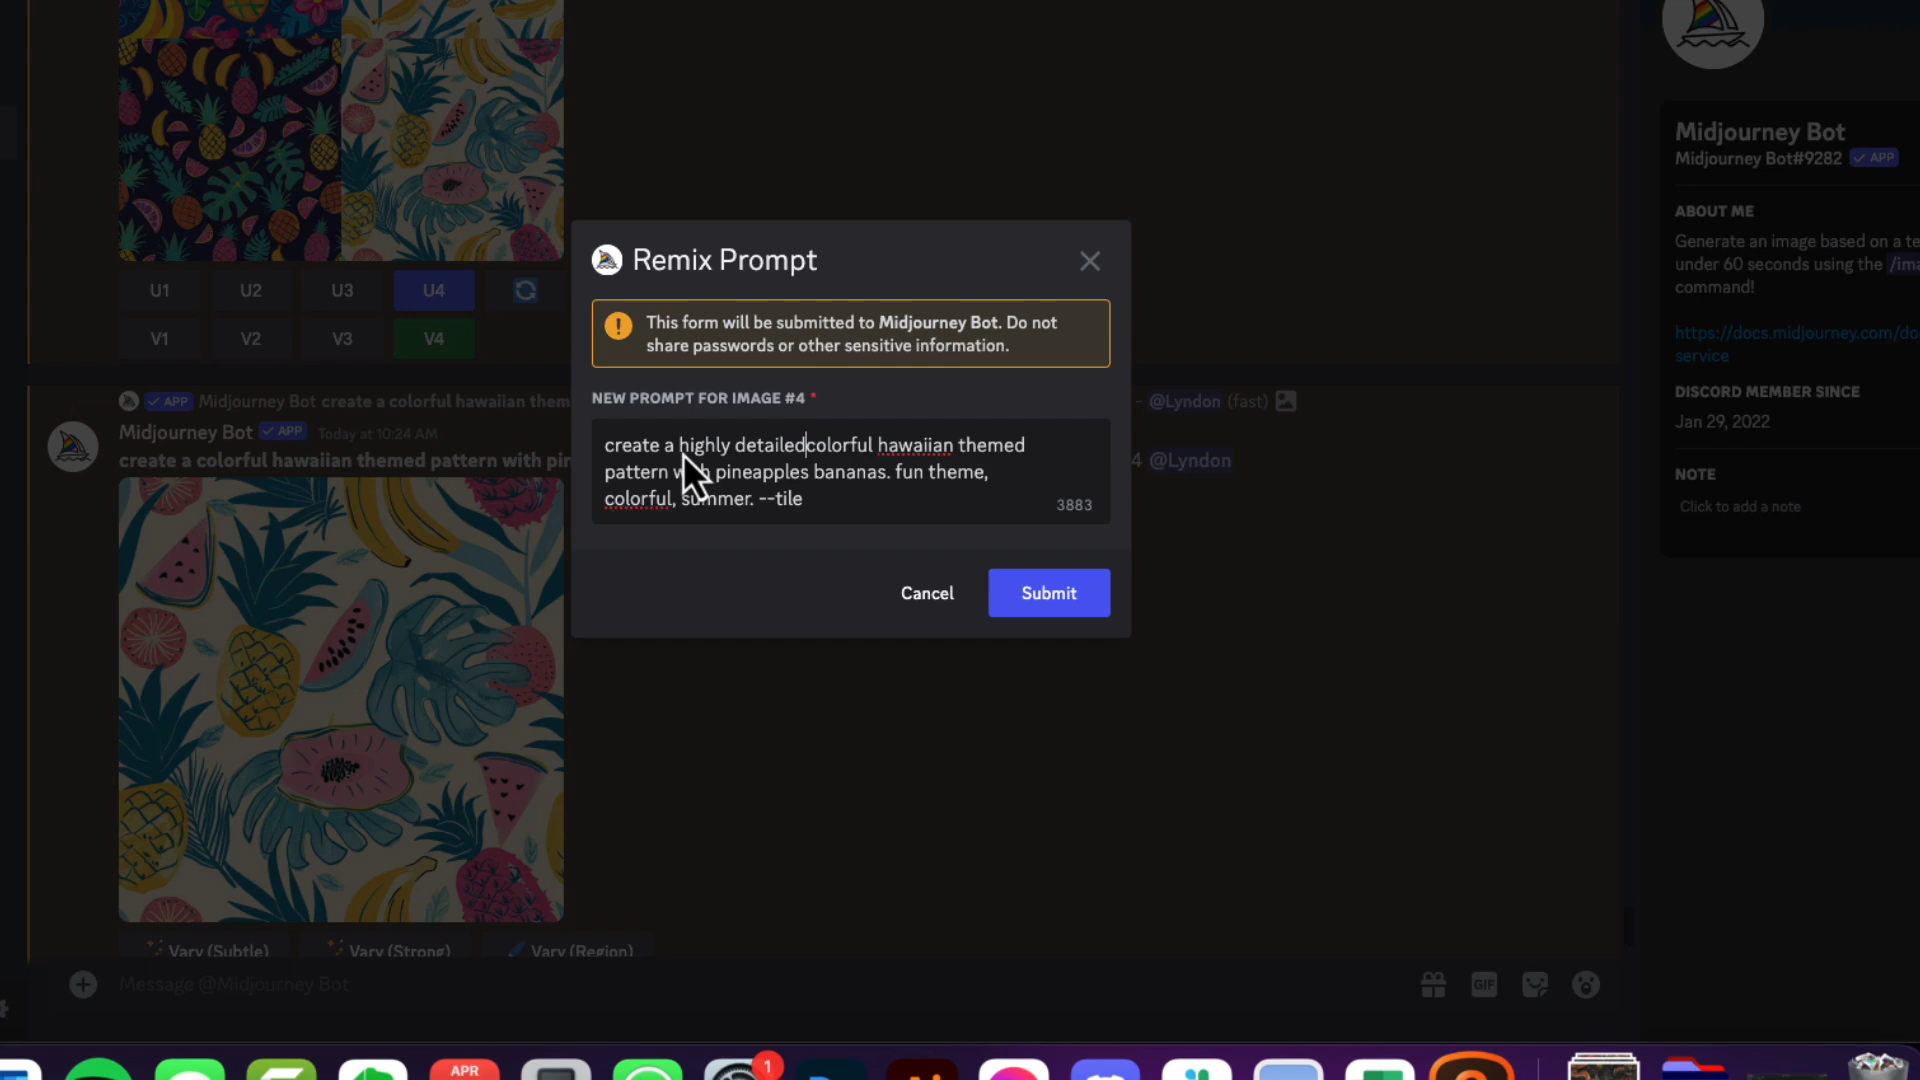 U1 U2 U3 U4
V1 V2 V3 V4
APP Midjourney Bot create a colorful hawaiian them
- @Lyndon (fast)
Midjourney Bot APP Today at 10:24 AM
create a colorful hawaiian themed pattern with pin
4 @Lyndon
Vary (Subtle) Vary (Strong) Vary (Region)
Message @Midjourney Bot
GIF
Remix Prompt
This form will be submitted to Midjourney Bot. Do not
share passwords or other sensitive information.
NEW PROMPT FOR IMAGE #4 *
create a highly detailedcolorful hawaiian themed
pattern with pineapples bananas. fun theme,
colorful, summer. --tile
3883
Cancel Submit
Midjourney Bot
Midjourney Bot#9282 APP
ABOUT ME
Generate an image based on a te
under 60 seconds using the /ima
command!
https://docs.midjourney.com/do
service
DISCORD MEMBER SINCE
Jan 29, 2022
NOTE
Click to add a note
APR
1